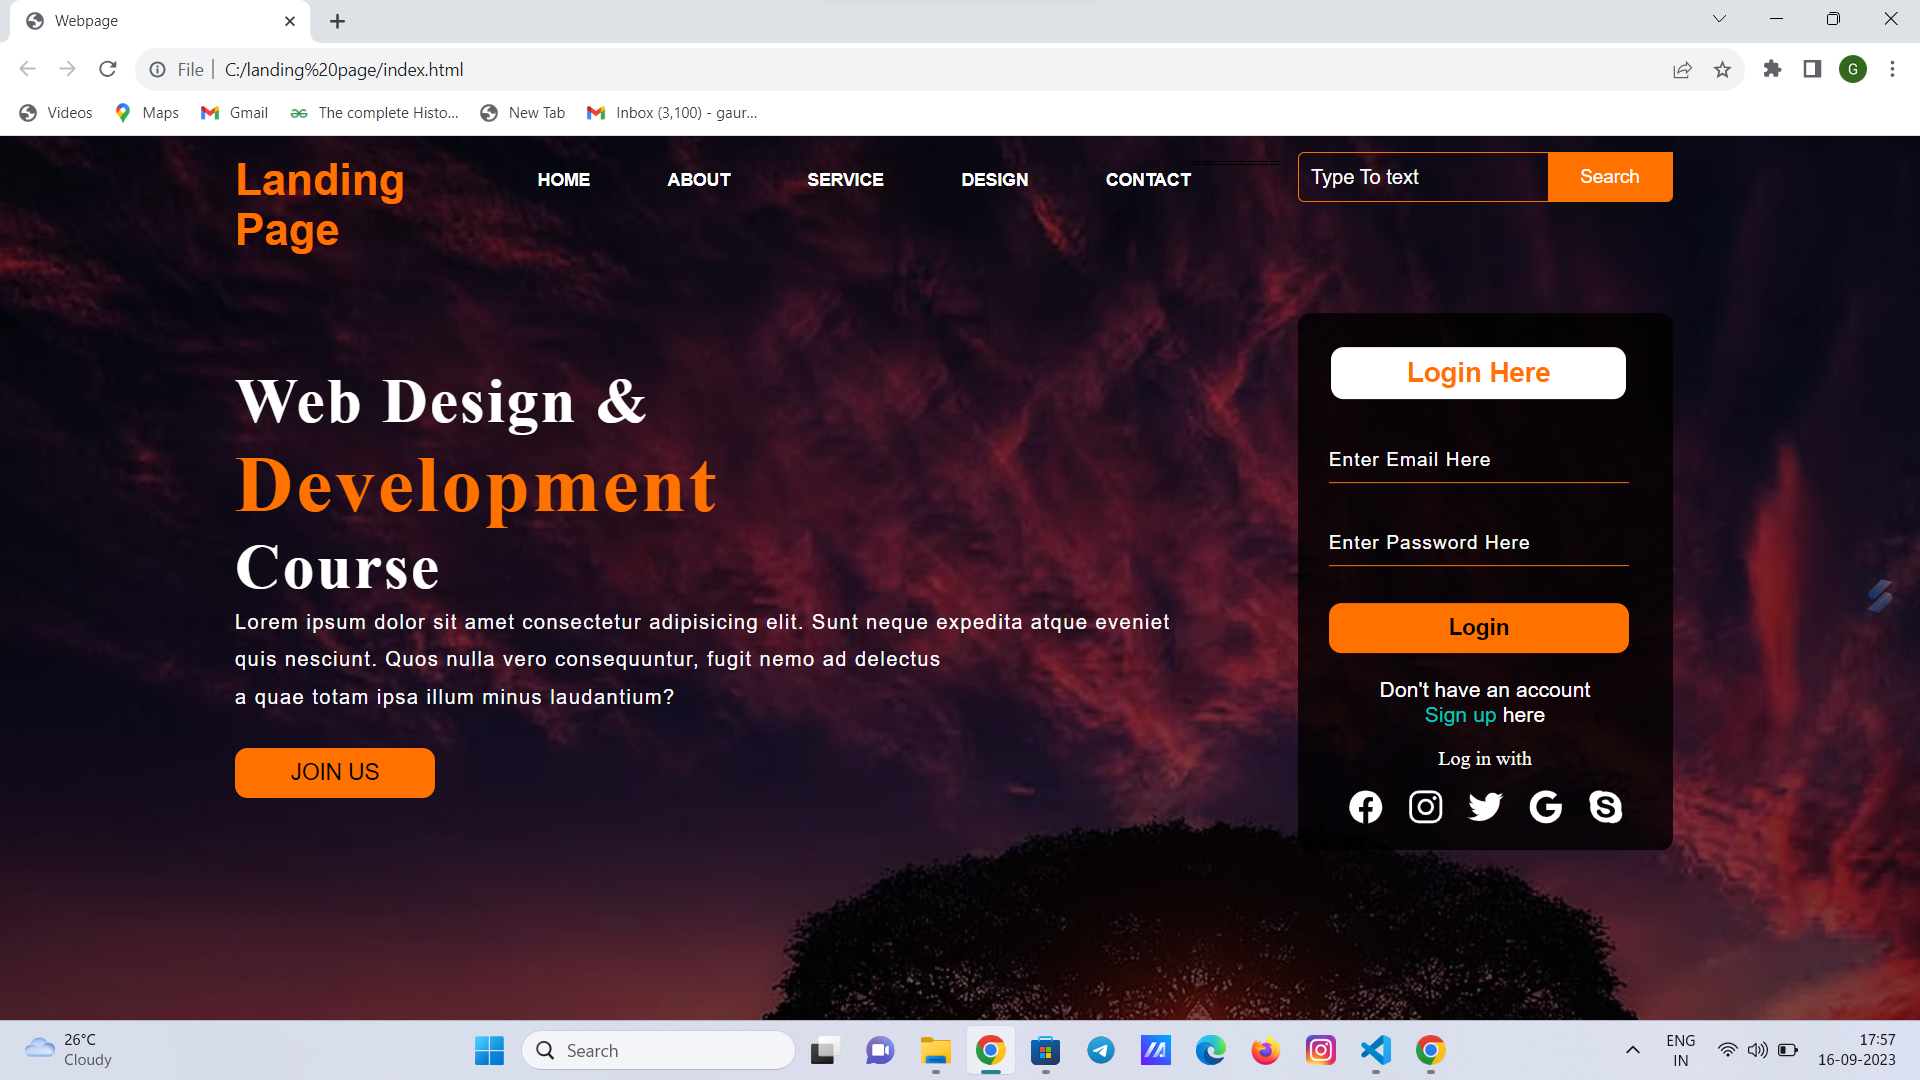 Webpage
File C:/landing%20page/index.html
G
Videos Maps Gmail The complete Histo... New Tab Inbox (3,100) - gaur...
Landing
Page
HOME ABOUT SERVICE DESIGN CONTACT
Type To text Search
Web Design &
Development
Course
Lorem ipsum dolor sit amet consectetur adipisicing elit. Sunt neque expedita atque eveniet
quis nesciunt. Quos nulla vero consequuntur, fugit nemo ad delectus
a quae totam ipsa illum minus laudantium?
JOIN US
Login Here
Enter Email Here
Enter Password Here
Login
Don't have an account
Sign up here
Log in with
26°C
Cloudy
Search
ENG
IN
17:57
16-09-2023